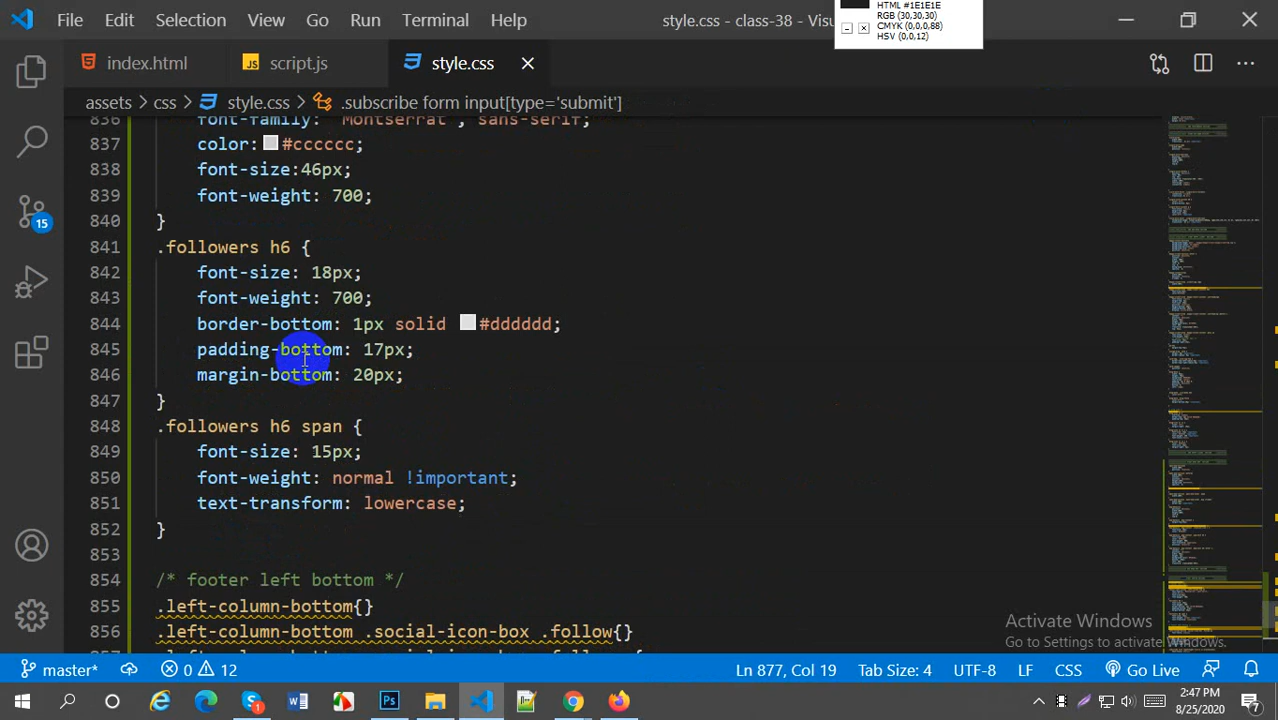 File Edit Selection View Go Run Terminal Help style.css - class-38 - Visu
HTML #1E1E1E
RGB (30,30,30)
CMYK (0,0,0,88)
HSV (0,0,12)
index.html JS script.js style.css
assets > css > style.css > .subscribe form input[type='submit']
836 font-family: 'Montserrat', sans-serif;
837 color: #cccccc;
838 font-size:46px;
839 font-weight: 700;
840 }
841 .followers h6 {
842 font-size: 18px;
843 font-weight: 700;
844 border-bottom: 1px solid #dddddd;
845 padding-bottom: 17px;
846 margin-bottom: 20px;
847 }
848 .followers h6 span {
849 font-size: 15px;
850 font-weight: normal !important;
851 text-transform: lowercase;
852 }
853
854 /* footer left bottom */
855 .left-column-bottom{}
856 .left-column-bottom .social-icon-box .follow{}
15
Activate Windows
Go to Settings to activate Windows.
master* 0 12 Ln 877, Col 19 Tab Size: 4 UTF-8 LF CSS Go Live
2:47 PM
8/25/2020